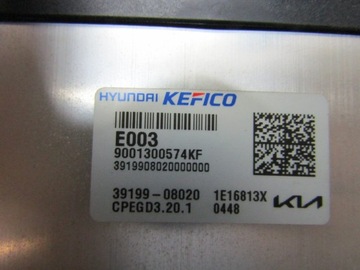 HYUNDAI KEFICO
E003
9001300574KF
3919908020000000
39199-08020 1E16813X
CPEGD3.20.1 0448 KIA